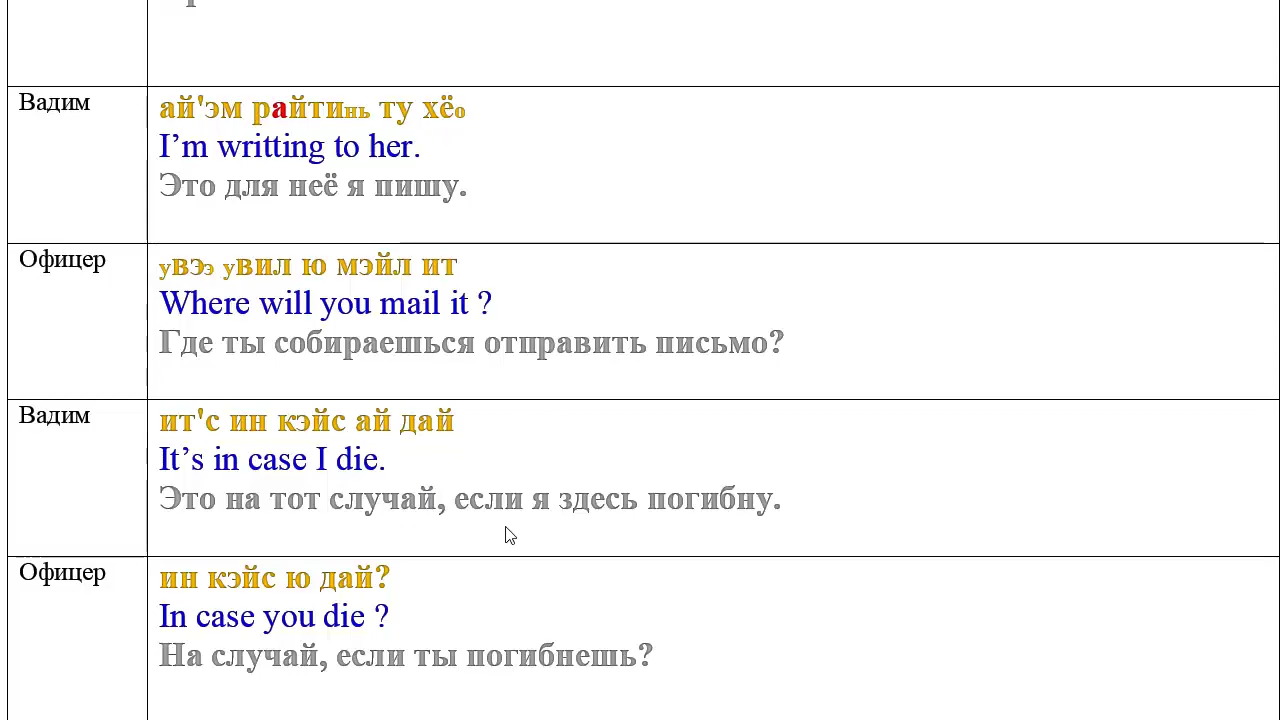 Вадим
ай'эм райтинь ту хёо
I’m writting to her.
Это для неё я пишу.
Офицер
увээ увил ю мэйл ит
Where will you mail it ?
Где ты собираешься отправить письмо?
Вадим
ит'с ин кэйс ай дай
It’s in case I die.
Это на тот случай, если я здесь погибну.
Офицер
ин кэйс ю дай?
In case you die ?
На случай, если ты погибнешь?